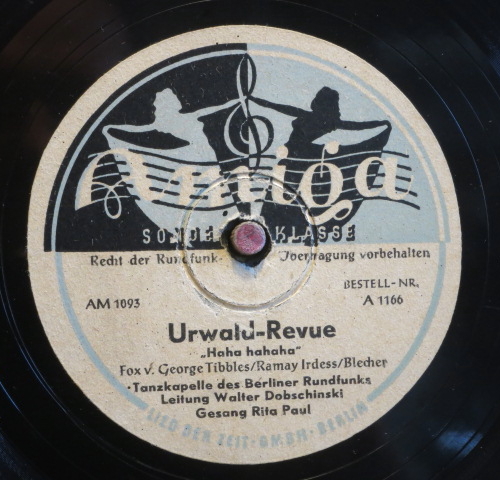 Amiga
SONDERKLASSE
Recht der Rundfunk- Übertragung vorbehalten
BESTELL-NR.
AM 1093
A 1166
Urwald-Revue
„Haha hahaha"
Fox v. George Tibbles/Ramay Irdess/Blecher
Tanzkapelle des Berliner Rundfunks
Leitung Walter Dobschinski
Gesang Rita Paul
LIED DER ZEIT · GMBH · BERLIN